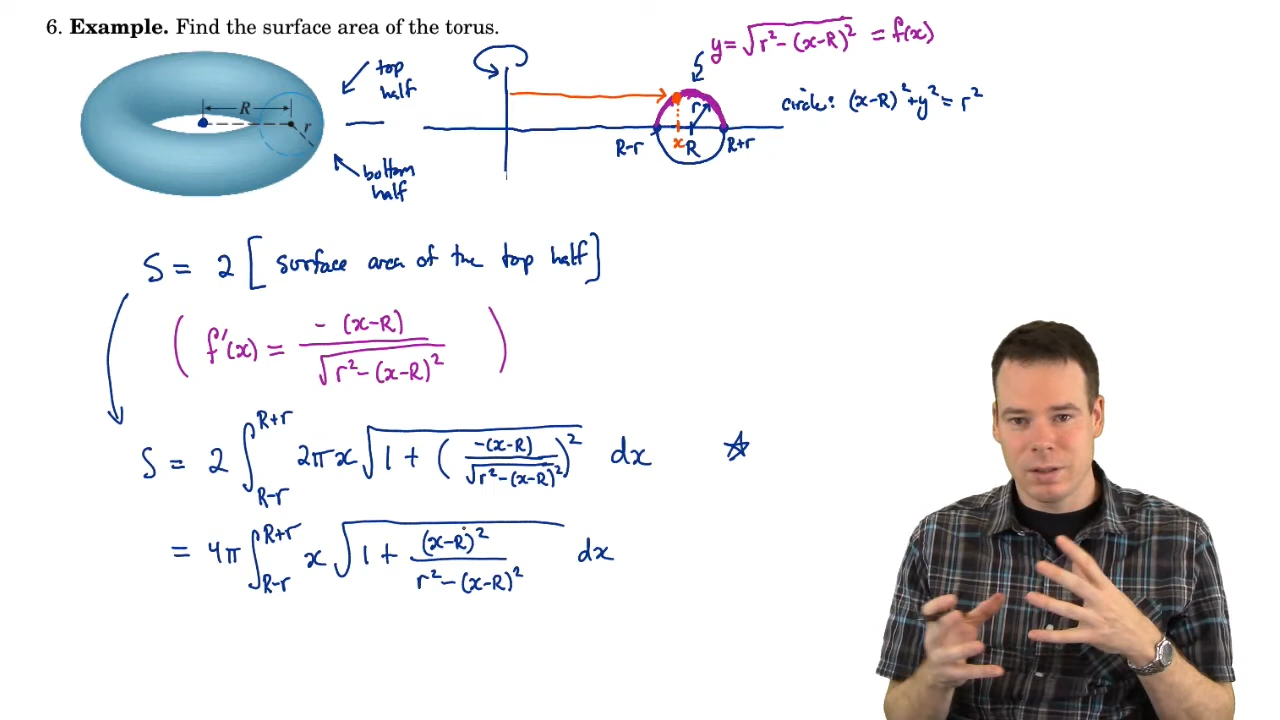 6. Example. Find the surface area of the torus.
y = √(r² − (x−R)²) = f(x)
top half
R
r
bottom half
r
R−r
x
R
R+r
circle: (x−R)² + y² = r²
S = 2 [ surface area of the top half ]
( f'(x) = −(x−R) / √(r² − (x−R)²) )
S = 2 ∫_{R−r}^{R+r} 2πx √(1 + ( −(x−R) / √(r² − (x−R)²) )²) dx ☆
= 4π ∫_{R−r}^{R+r} x √(1 + (x−R)² / (r² − (x−R)²)) dx